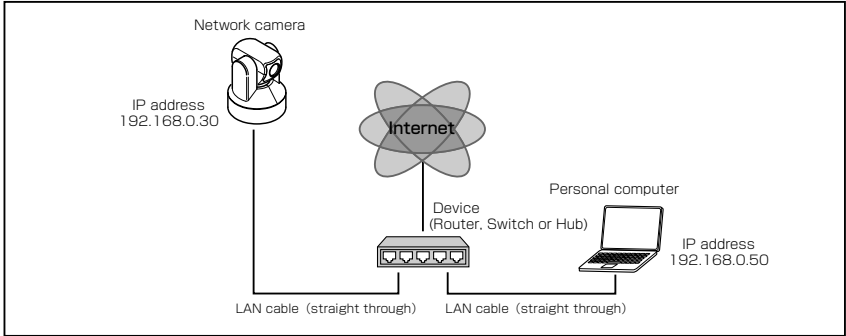 Network camera
IP address
192.168.0.30
Internet
Personal computer
Device
(Router, Switch or Hub)
IP address
192.168.0.50
LAN cable (straight through)
LAN cable (straight through)